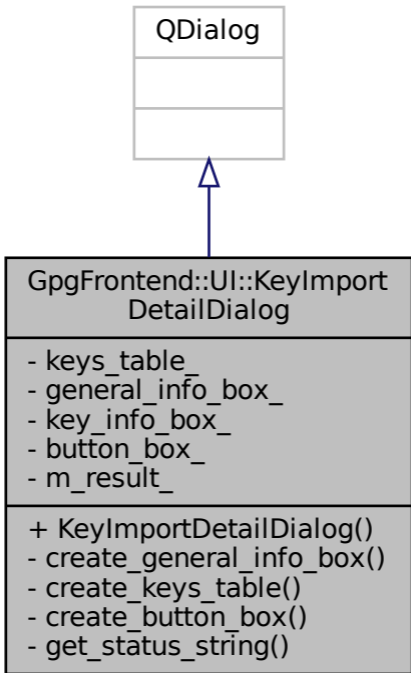 QDialog
GpgFrontend::UI::KeyImport
DetailDialog
- keys_table_
- general_info_box_
- key_info_box_
- button_box_
- m_result_
+ KeyImportDetailDialog()
- create_general_info_box()
- create_keys_table()
- create_button_box()
- get_status_string()